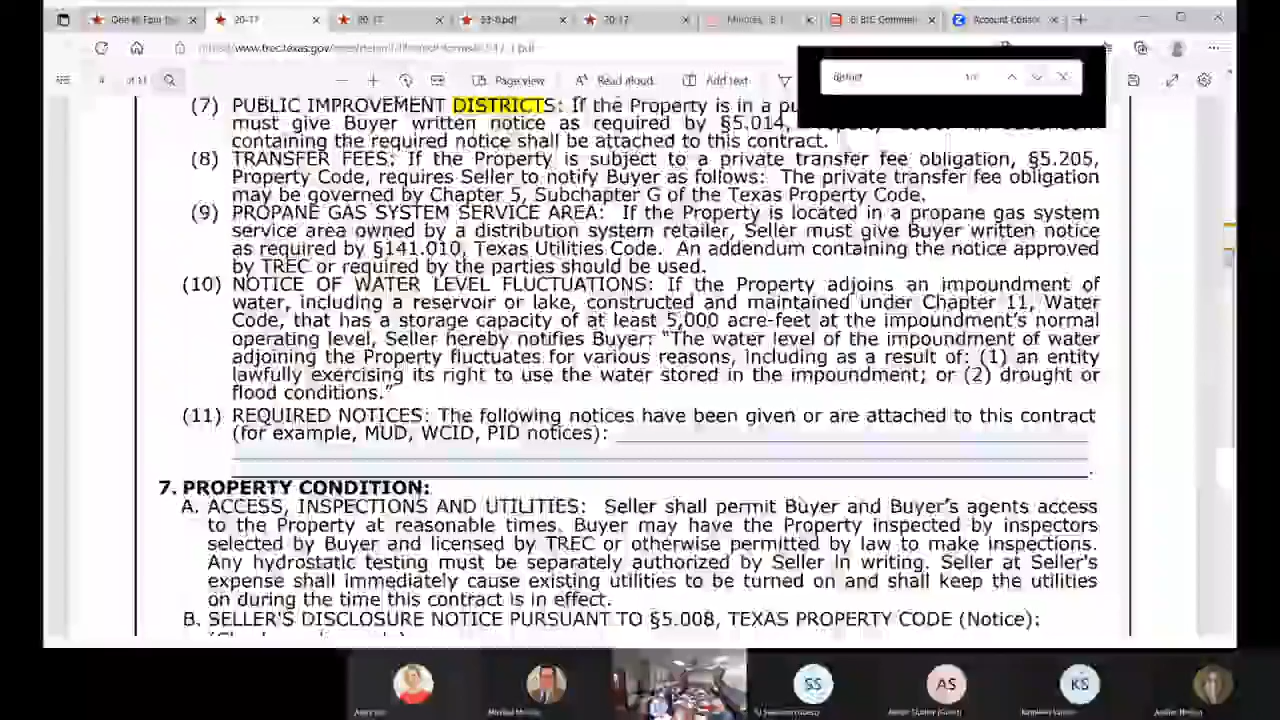 20-17
20-17
Account Conso
www.trec.texas.gov
of 11
Page view
Read aloud
Add text
(7) PUBLIC IMPROVEMENT DISTRICTS: If the Property is in a pu
must give Buyer written notice as required by §5.014,
containing the required notice shall be attached to this contract.
(8) TRANSFER FEES: If the Property is subject to a private transfer fee obligation, §5.205,
Property Code, requires Seller to notify Buyer as follows: The private transfer fee obligation
may be governed by Chapter 5, Subchapter G of the Texas Property Code.
(9) PROPANE GAS SYSTEM SERVICE AREA: If the Property is located in a propane gas system
service area owned by a distribution system retailer, Seller must give Buyer written notice
as required by §141.010, Texas Utilities Code. An addendum containing the notice approved
by TREC or required by the parties should be used.
(10) NOTICE OF WATER LEVEL FLUCTUATIONS: If the Property adjoins an impoundment of
water, including a reservoir or lake, constructed and maintained under Chapter 11, Water
Code, that has a storage capacity of at least 5,000 acre-feet at the impoundment's normal
operating level, Seller hereby notifies Buyer: "The water level of the impoundment of water
adjoining the Property fluctuates for various reasons, including as a result of: (1) an entity
lawfully exercising its right to use the water stored in the impoundment; or (2) drought or
flood conditions."
(11) REQUIRED NOTICES: The following notices have been given or are attached to this contract
(for example, MUD, WCID, PID notices):
7. PROPERTY CONDITION:
A. ACCESS, INSPECTIONS AND UTILITIES: Seller shall permit Buyer and Buyer's agents access
to the Property at reasonable times. Buyer may have the Property inspected by inspectors
selected by Buyer and licensed by TREC or otherwise permitted by law to make inspections.
Any hydrostatic testing must be separately authorized by Seller in writing. Seller at Seller's
expense shall immediately cause existing utilities to be turned on and shall keep the utilities
on during the time this contract is in effect.
B. SELLER'S DISCLOSURE NOTICE PURSUANT TO §5.008, TEXAS PROPERTY CODE (Notice):
SS
AS
KS